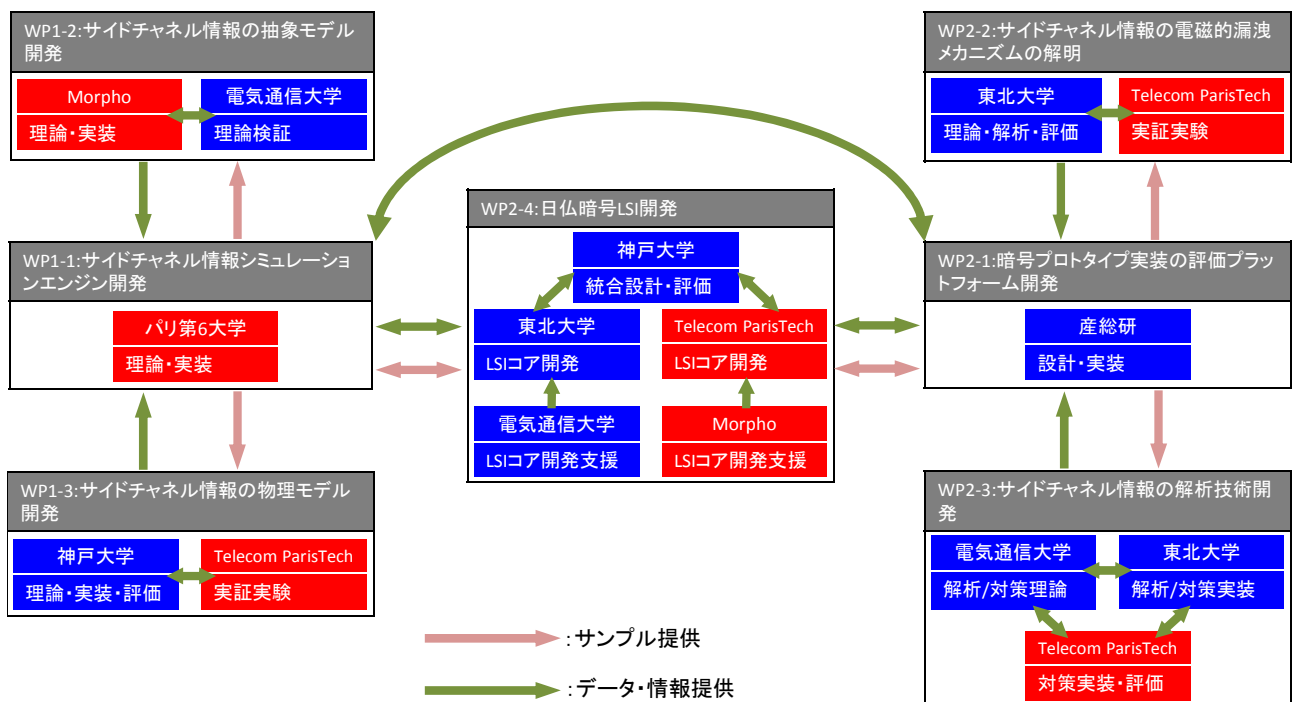 WP1-2:サイドチャネル情報の抽象モデル
開発
Morpho
理論・実装
電気通信大学
理論検証
WP2-2:サイドチャネル情報の電磁的漏洩
メカニズムの解明
東北大学
理論・解析・評価
Telecom ParisTech
実証実験
WP1-1:サイドチャネル情報シミュレーショ
ンエンジン開発
パリ第6大学
理論・実装
WP2-4:日仏暗号LSI開発
神戸大学
統合設計・評価
東北大学
LSIコア開発
Telecom ParisTech
LSIコア開発
電気通信大学
LSIコア開発支援
Morpho
LSIコア開発支援
WP2-1:暗号プロトタイプ実装の評価プラッ
トフォーム開発
産総研
設計・実装
WP1-3:サイドチャネル情報の物理モデル
開発
神戸大学
理論・実装・評価
Telecom ParisTech
実証実験
WP2-3:サイドチャネル情報の解析技術開
発
電気通信大学
解析/対策理論
東北大学
解析/対策実装
Telecom ParisTech
対策実装・評価
:サンプル提供
:データ・情報提供